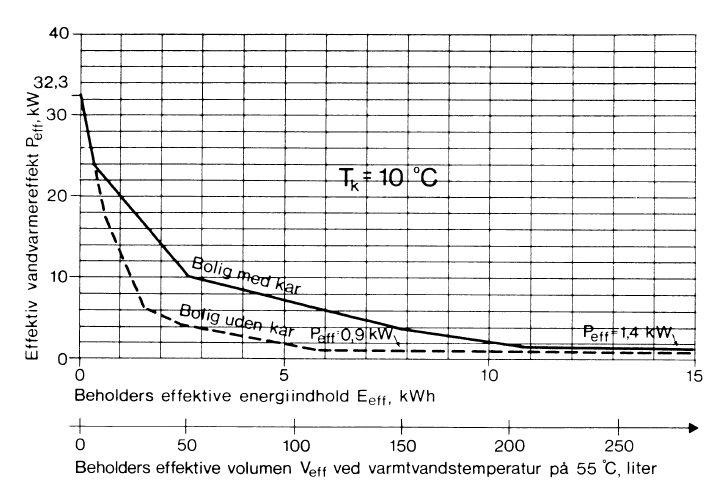 Effektiv vandvarmereffekt Peff, kW
40
32,3
30
20
10
0
Tk = 10 °C
Bolig med kar
Bolig uden kar
Peff=0,9 kW
Peff=1,4 kW
0 5 10 15
Beholders effektive energiindhold Eeff, kWh
0 50 100 150 200 250
Beholders effektive volumen Veff ved varmtvandstemperatur på 55 °C, liter